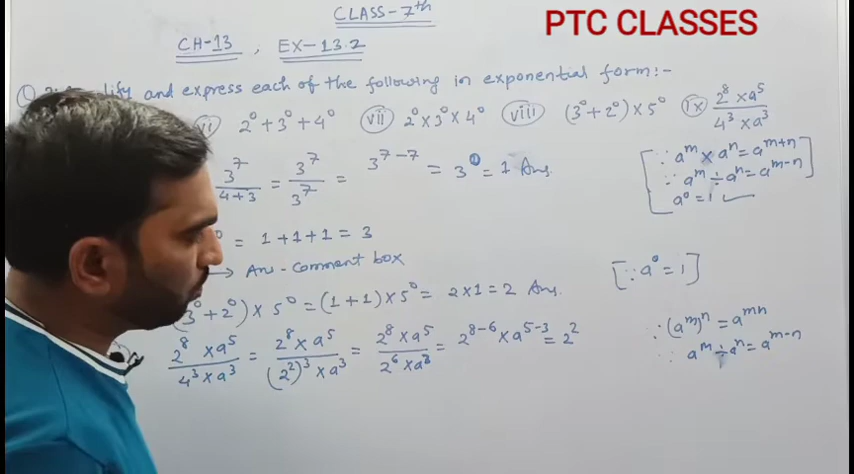 CLASS-7th
PTC CLASSES
CH-13, EX-13.2
and express each of the following in exponential form:-
(vi) 2⁰+3⁰+4⁰ (vii) 2⁰×3⁰×4⁰ (viii) (3⁰+2⁰)×5⁰ (ix) 2⁸×a⁵/4³×a³
3⁷/4+3 = 3⁷/3⁷ = 3⁷⁻⁷ = 3⁰ = 1 Ans.
[∵ aᵐ×aⁿ=aᵐ⁺ⁿ
∵ aᵐ÷aⁿ=aᵐ⁻ⁿ
a⁰=1]
= 1+1+1 = 3
→ Ans-comment box
[∵a⁰=1]
(3⁰+2⁰)×5⁰=(1+1)×5⁰= 2×1=2 Ans.
2⁸×a⁵/4³×a³ = 2⁸×a⁵/(2²)³×a³ = 2⁸×a⁵/2⁶×a³ = 2⁸⁻⁶×a⁵⁻³=2²
∵(aᵐ)ⁿ=aᵐⁿ
∵ aᵐ÷aⁿ=aᵐ⁻ⁿ